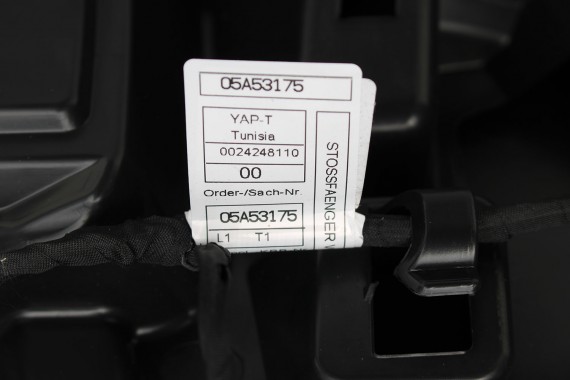 05A53175
YAP-T
Tunisia
0024248110
00
Order-/Sach-Nr.
05A53175
L1 T1
STOSSFAENGER